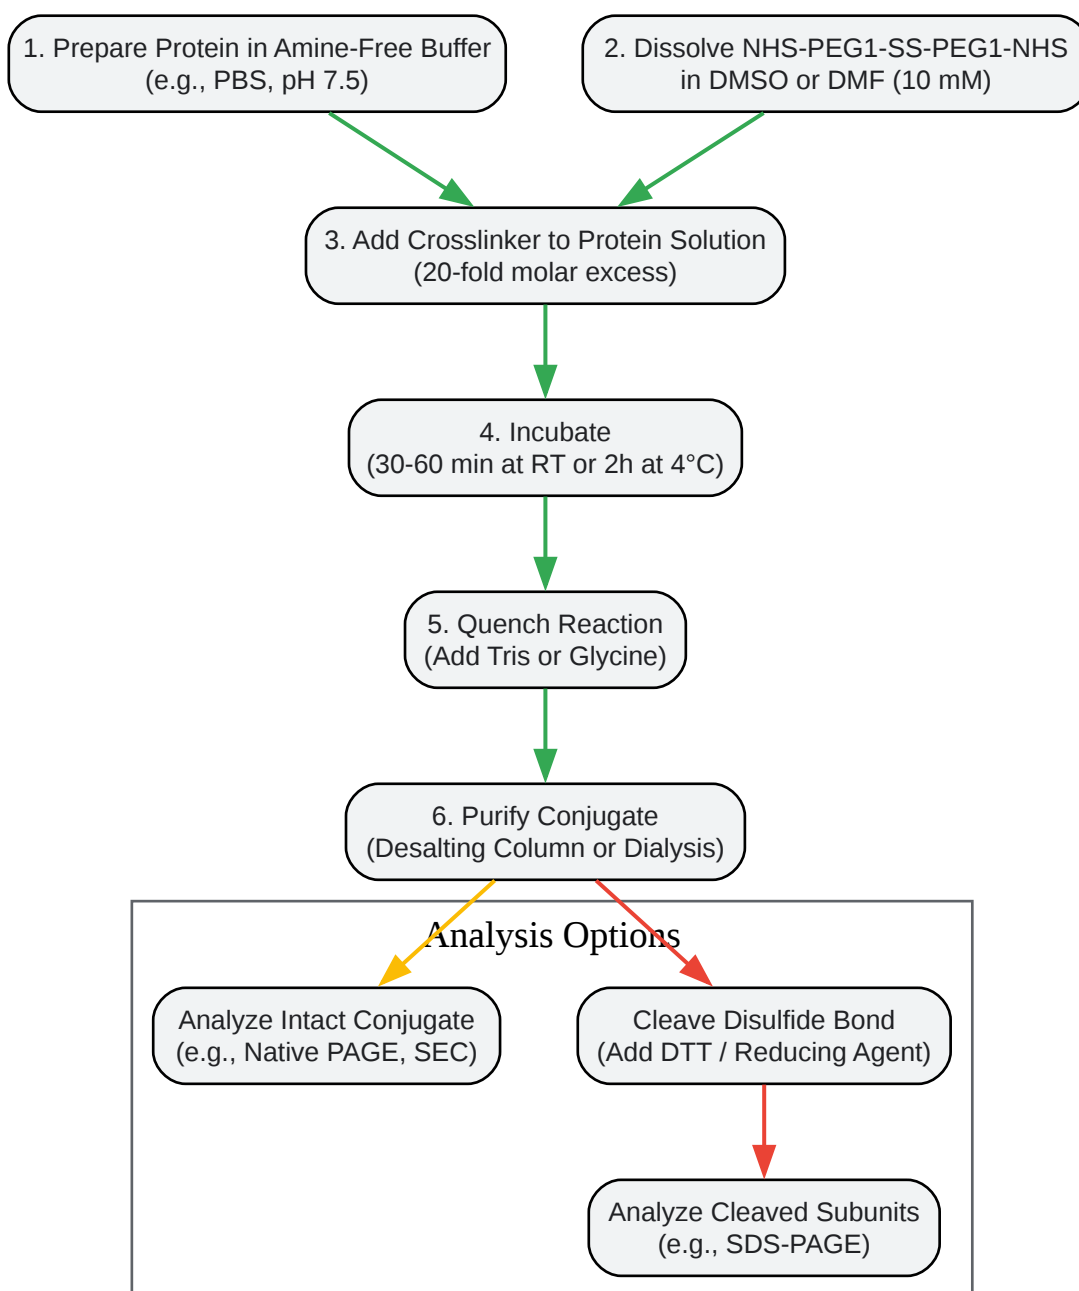 1. Prepare Protein in Amine-Free Buffer
(e.g., PBS, pH 7.5)
2. Dissolve NHS-PEG1-SS-PEG1-NHS
in DMSO or DMF (10 mM)
3. Add Crosslinker to Protein Solution
(20-fold molar excess)
4. Incubate
(30-60 min at RT or 2h at 4°C)
5. Quench Reaction
(Add Tris or Glycine)
6. Purify Conjugate
(Desalting Column or Dialysis)
Analysis Options
Analyze Intact Conjugate
(e.g., Native PAGE, SEC)
Cleave Disulfide Bond
(Add DTT / Reducing Agent)
Analyze Cleaved Subunits
(e.g., SDS-PAGE)